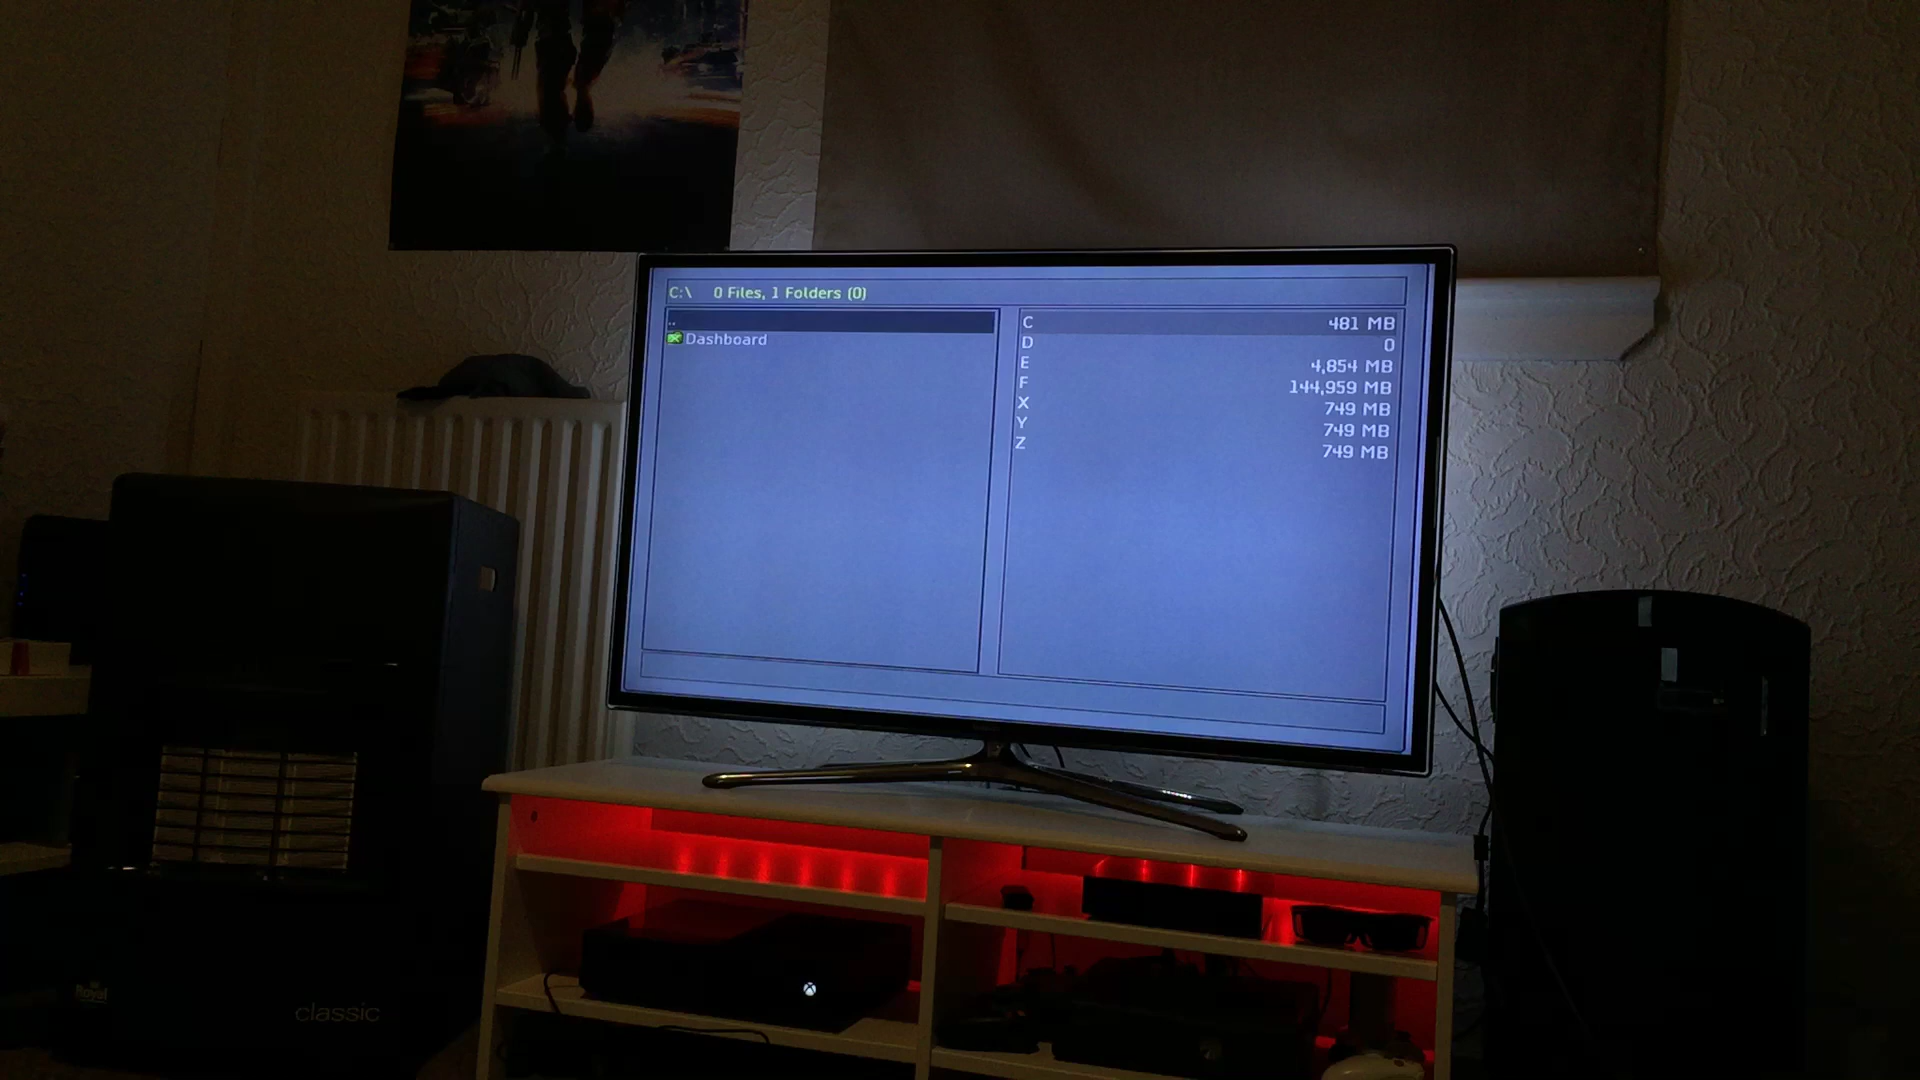 C:\ 0 Files, 1 Folders (0)
..
Dashboard
C 481 MB
D 0
E 4,854 MB
F 144,959 MB
X 749 MB
Y 749 MB
Z 749 MB
Royal
classic